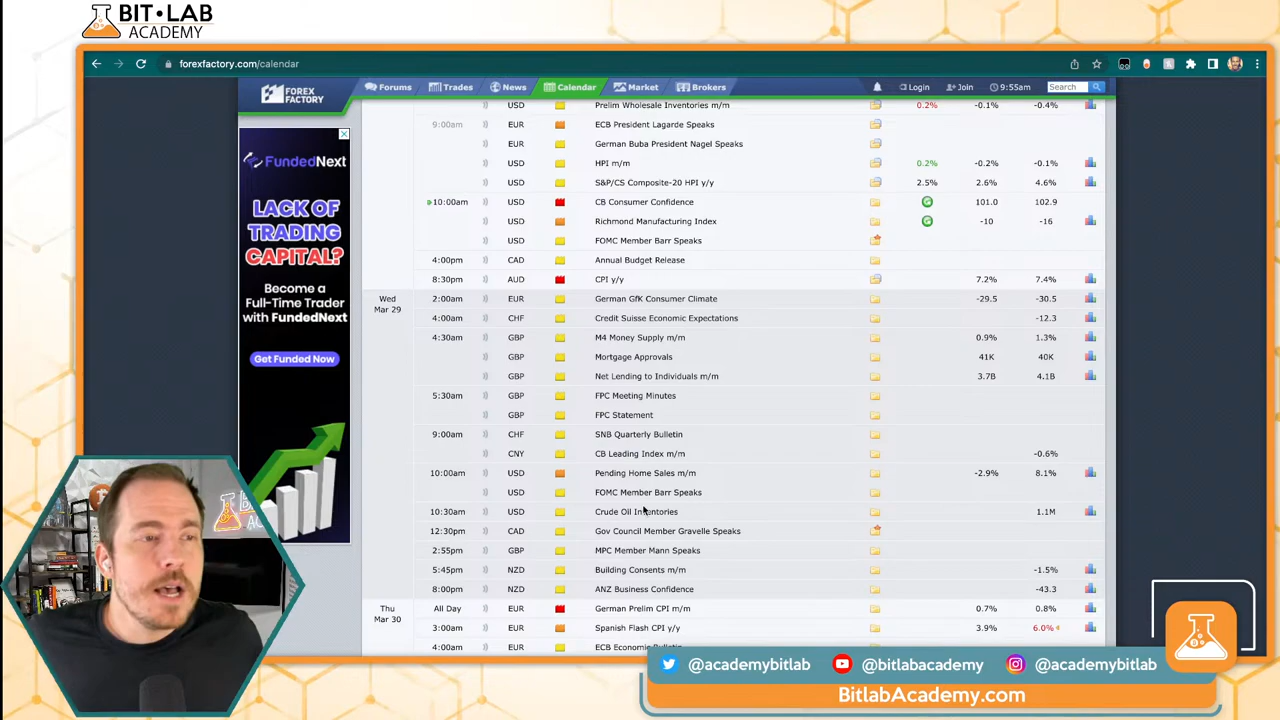 BIT•LAB
ACADEMY
forexfactory.com/calendar
FOREX
FACTORY
Forums Trades News Calendar Market Brokers Login Join 9:55am Search
USD Prelim Wholesale Inventories m/m 0.2% -0.1% -0.4%
9:00am EUR ECB President Lagarde Speaks
EUR German Buba President Nagel Speaks
USD HPI m/m 0.2% -0.2% -0.1%
USD S&P/CS Composite-20 HPI y/y 2.5% 2.6% 4.6%
10:00am USD CB Consumer Confidence 101.0 102.9
USD Richmond Manufacturing Index -10 -16
USD FOMC Member Barr Speaks
4:00pm CAD Annual Budget Release
8:30pm AUD CPI y/y 7.2% 7.4%
Wed
Mar 29
2:00am EUR German GfK Consumer Climate -29.5 -30.5
4:00am CHF Credit Suisse Economic Expectations -12.3
4:30am GBP M4 Money Supply m/m 0.9% 1.3%
GBP Mortgage Approvals 41K 40K
GBP Net Lending to Individuals m/m 3.7B 4.1B
5:30am GBP FPC Meeting Minutes
GBP FPC Statement
9:00am CHF SNB Quarterly Bulletin
CNY CB Leading Index m/m -0.6%
10:00am USD Pending Home Sales m/m -2.9% 8.1%
USD FOMC Member Barr Speaks
10:30am USD Crude Oil Inventories 1.1M
12:30pm CAD Gov Council Member Gravelle Speaks
2:55pm GBP MPC Member Mann Speaks
5:45pm NZD Building Consents m/m -1.5%
8:00pm NZD ANZ Business Confidence -43.3
Thu
Mar 30
All Day EUR German Prelim CPI m/m 0.7% 0.8%
3:00am EUR Spanish Flash CPI y/y 3.9% 6.0%
4:00am EUR ECB Economic
FundedNext
LACK OF
TRADING
CAPITAL?
Become a
Full-Time Trader
with FundedNext
Get Funded Now
@academybitlab @bitlabacademy @academybitlab
BitlabAcademy.com